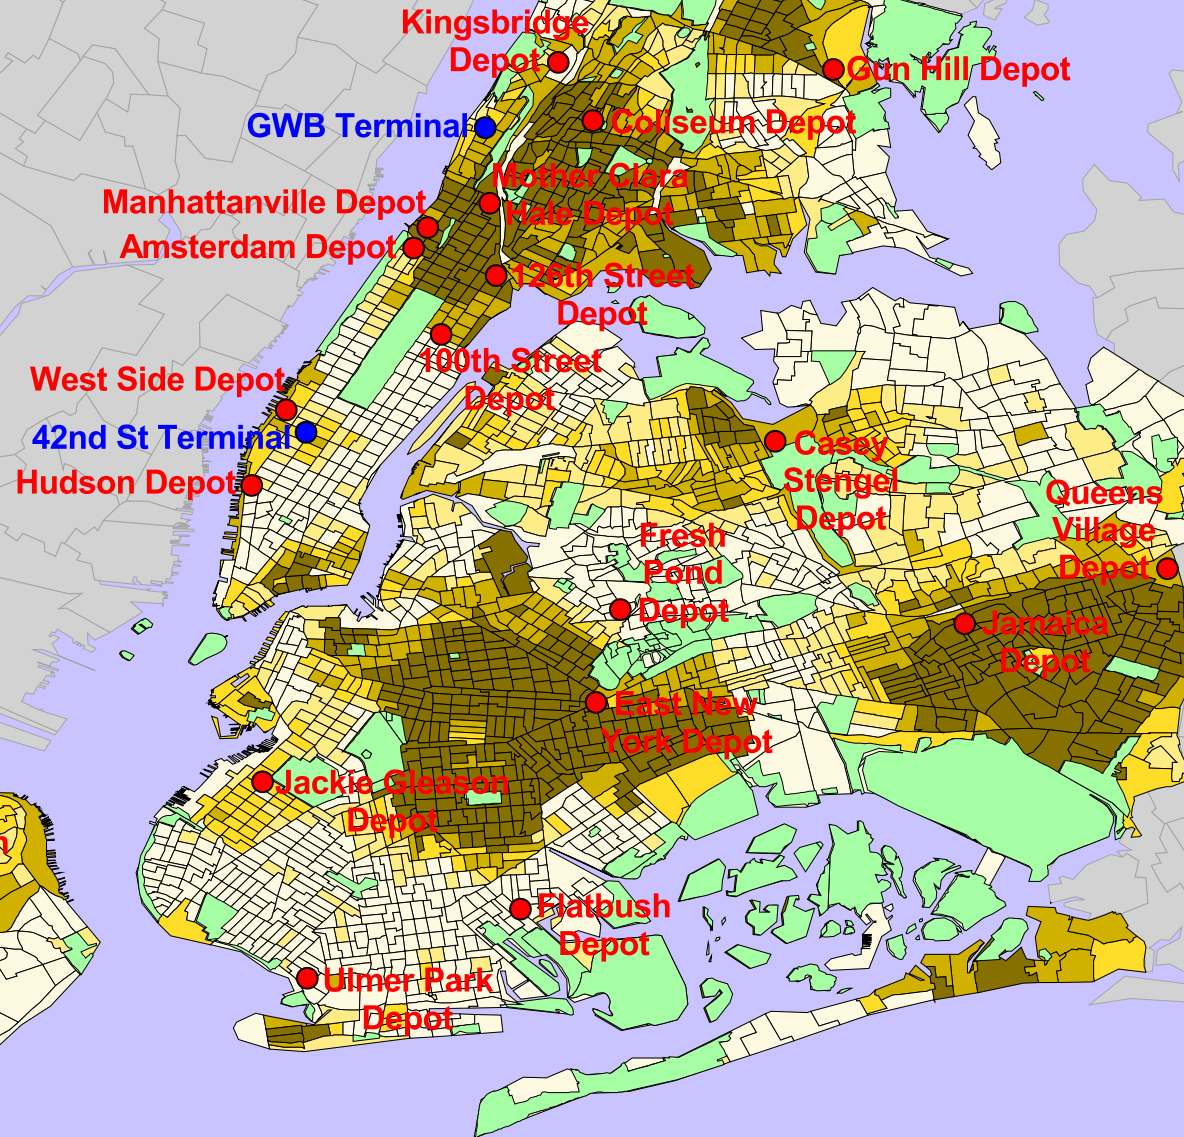 Kingsbridge
Depot
Gun Hill Depot
GWB Terminal
Coliseum Depot
Mother Clara
Hale Depot
Manhattanville Depot
Amsterdam Depot
126th Street
Depot
100th Street
Depot
West Side Depot
42nd St Terminal
Hudson Depot
Casey
Stengel
Depot
Queens
Village
Depot
Fresh
Pond
Depot
Jamaica
Depot
East New
York Depot
Jackie Gleason
Depot
Flatbush
Depot
Ulmer Park
Depot